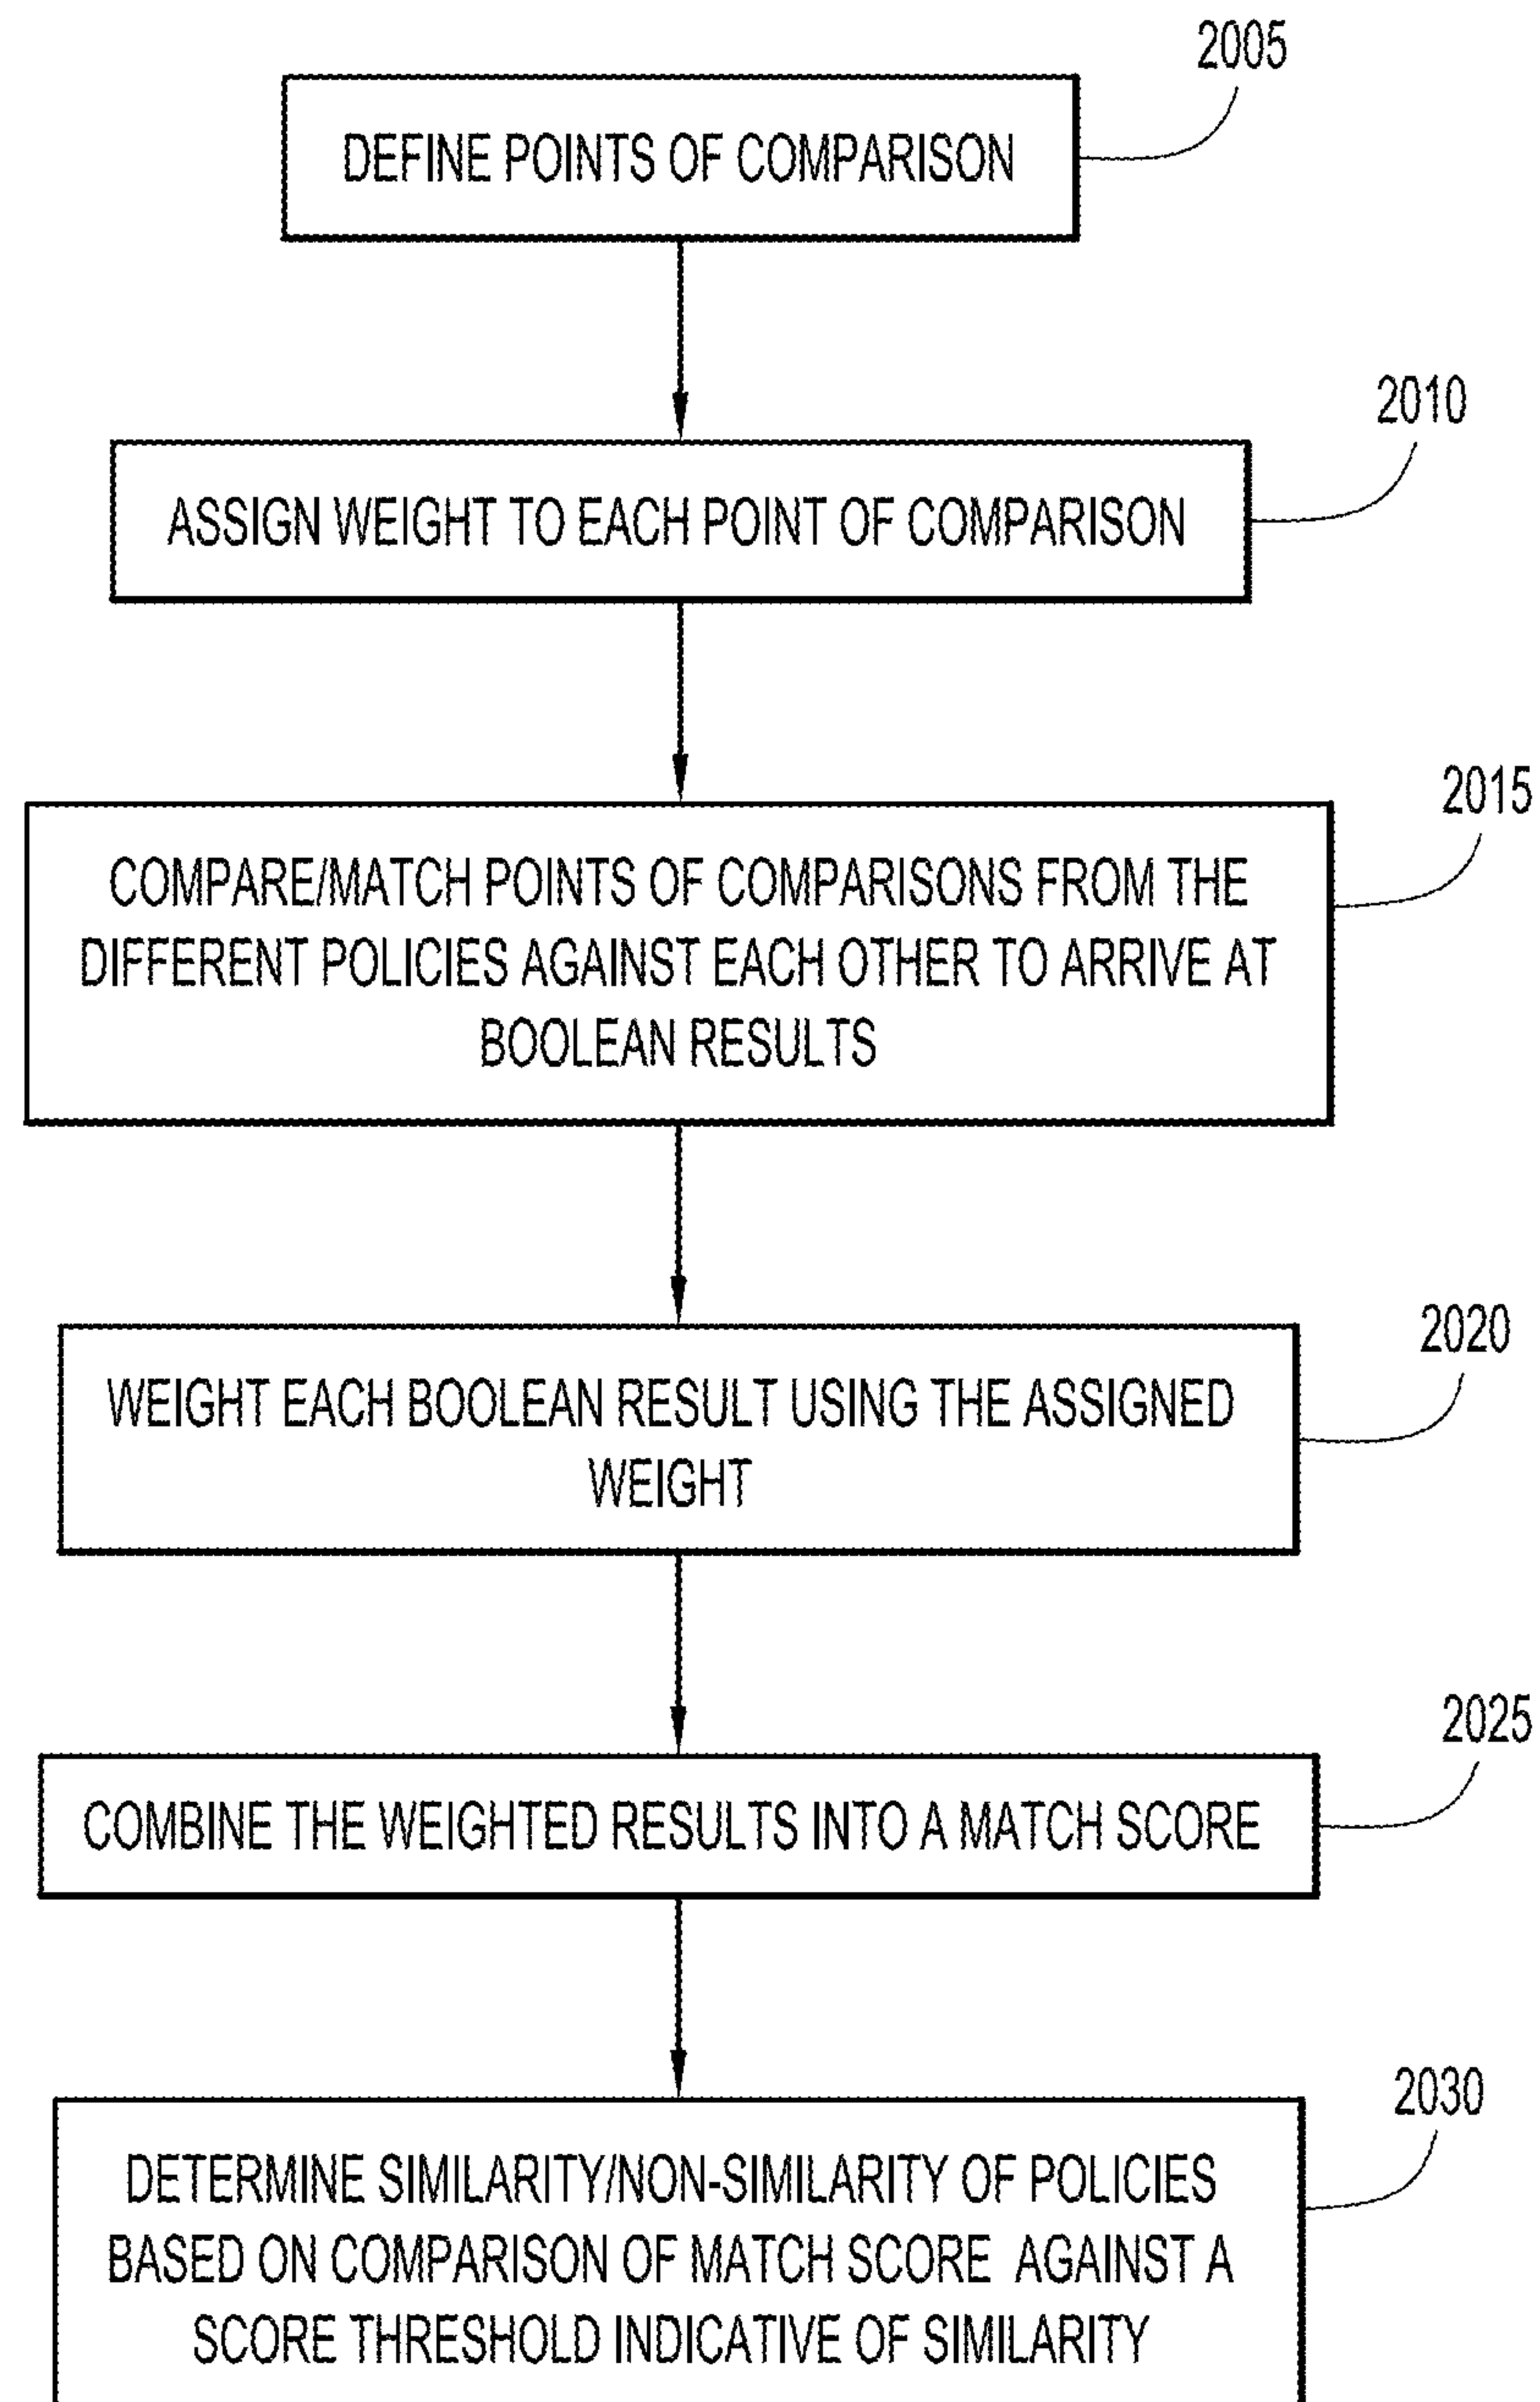 2005
DEFINE POINTS OF COMPARISON
2010
ASSIGN WEIGHT TO EACH POINT OF COMPARISON
2015
COMPARE/MATCH POINTS OF COMPARISONS FROM THE
DIFFERENT POLICIES AGAINST EACH OTHER TO ARRIVE AT
BOOLEAN RESULTS
2020
WEIGHT EACH BOOLEAN RESULT USING THE ASSIGNED
WEIGHT
2025
COMBINE THE WEIGHTED RESULTS INTO A MATCH SCORE
2030
DETERMINE SIMILARITY/NON-SIMILARITY OF POLICIES
BASED ON COMPARISON OF MATCH SCORE AGAINST A
SCORE THRESHOLD INDICATIVE OF SIMILARITY